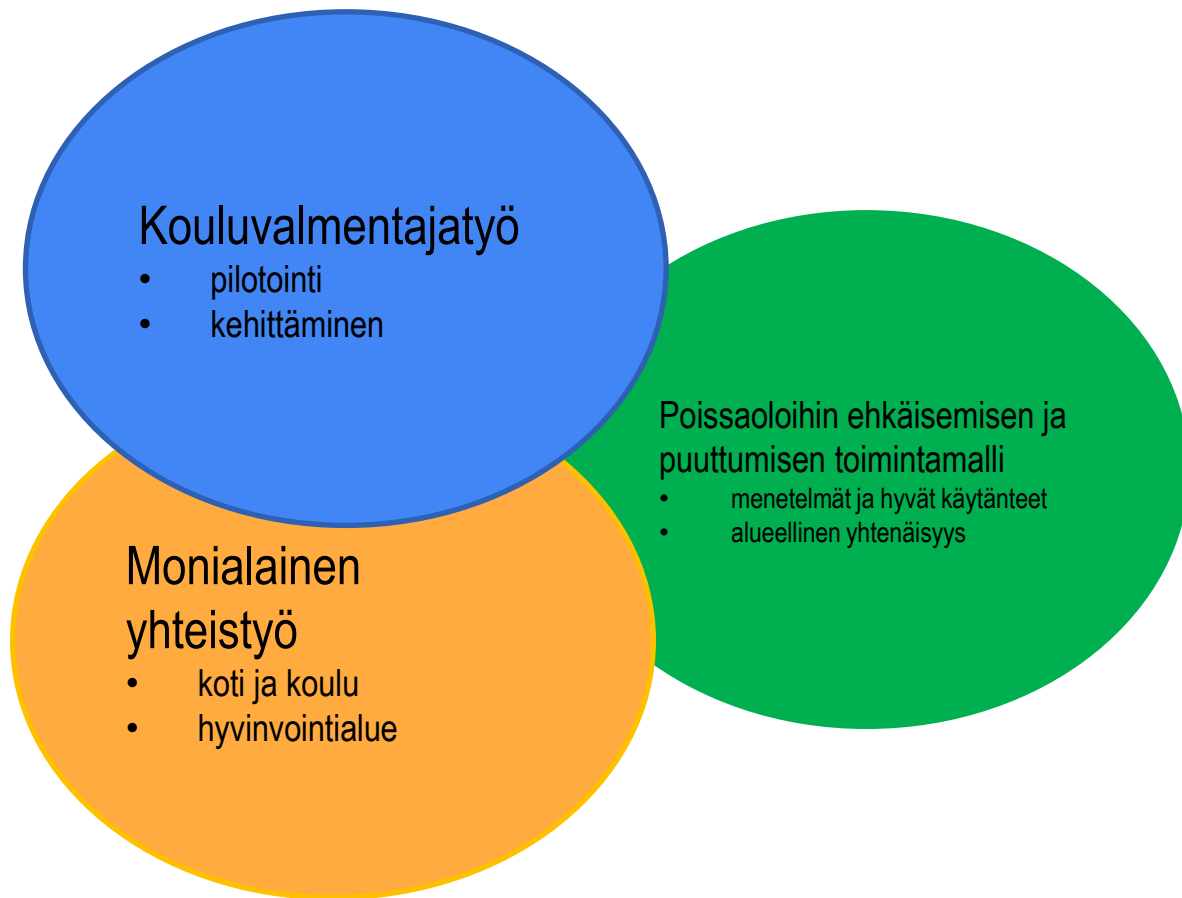 Kouluvalmentajatyö
• pilotointi
• kehittäminen
Poissaoloihin ehkäisemisen ja
puuttumisen toimintamalli
• menetelmät ja hyvät käytänteet
• alueellinen yhtenäisyys
Monialainen
yhteistyö
• koti ja koulu
• hyvinvointialue